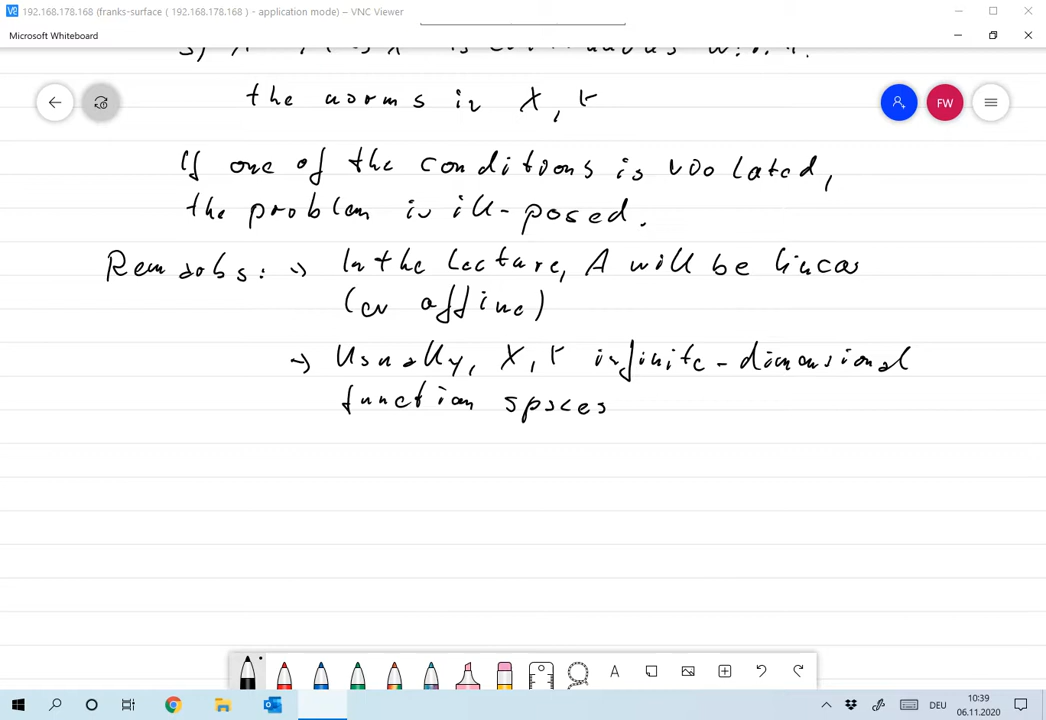 192.168.178.168 (franks-surface ( 192.168.178.168 ) - application mode) – VNC Viewer
Microsoft Whiteboard
is continuous w.r.t.
the norms in X, Y
FW
If one of the conditions is violated,
the problem is ill-posed.
Remarks: → In the lecture, A will be linear
(or affine)
→ Usually, X, Y infinite-dimensional
function spaces
A
DEU
10:39
06.11.2020